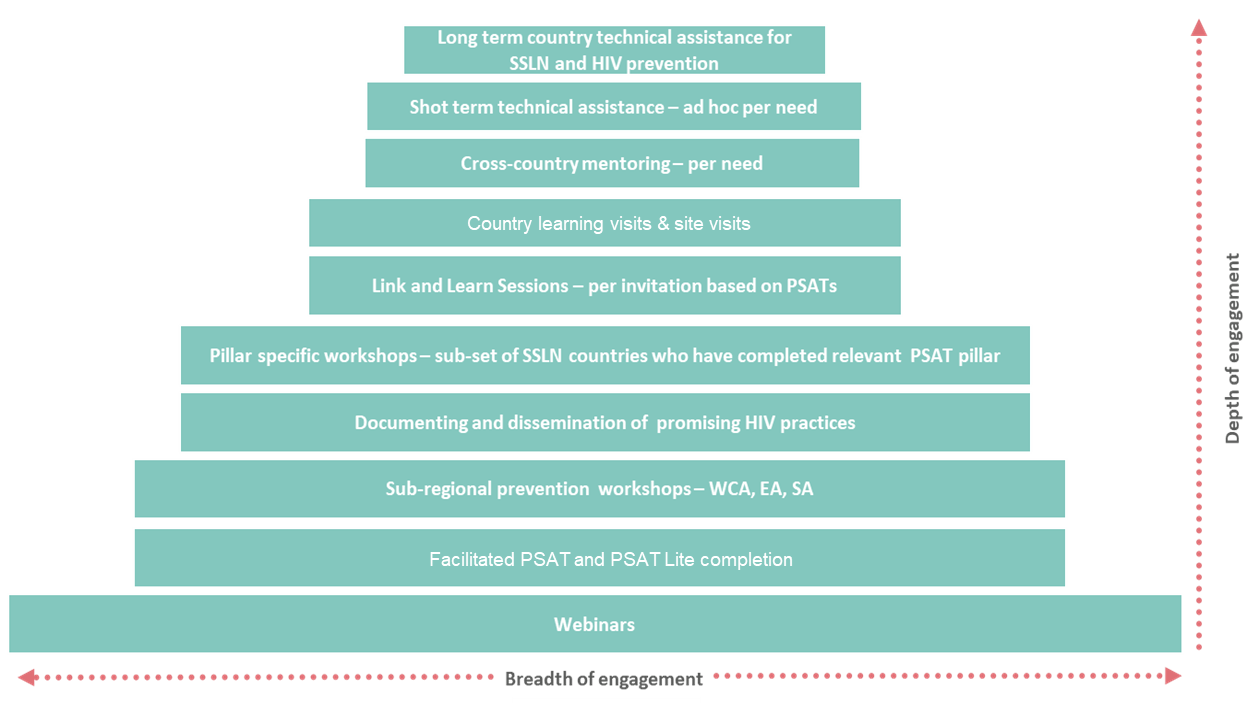 Long term country technical assistance for
SSLN and HIV prevention
Shot term technical assistance – ad hoc per need
Cross-country mentoring – per need
Country learning visits & site visits
Link and Learn Sessions – per invitation based on PSATs
Pillar specific workshops – sub-set of SSLN countries who have completed relevant PSAT pillar
Documenting and dissemination of promising HIV practices
Sub-regional prevention workshops – WCA, EA, SA
Facilitated PSAT and PSAT Lite completion
Webinars
Breadth of engagement
Depth of engagement